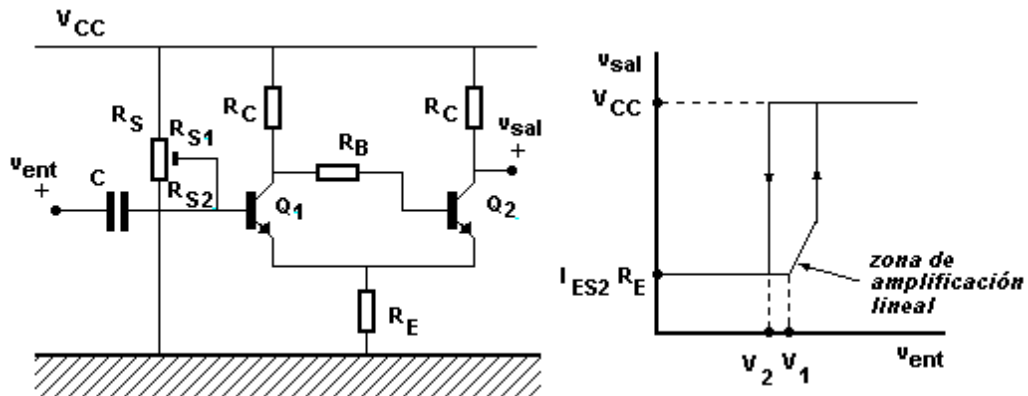 VCC
RS
RS1
RS2
vent
+
C
RC
RB
RC
vsal
+
Q1
Q2
RE
vsal
VCC
IES2 RE
zona de
amplificación
lineal
V2
V1
vent